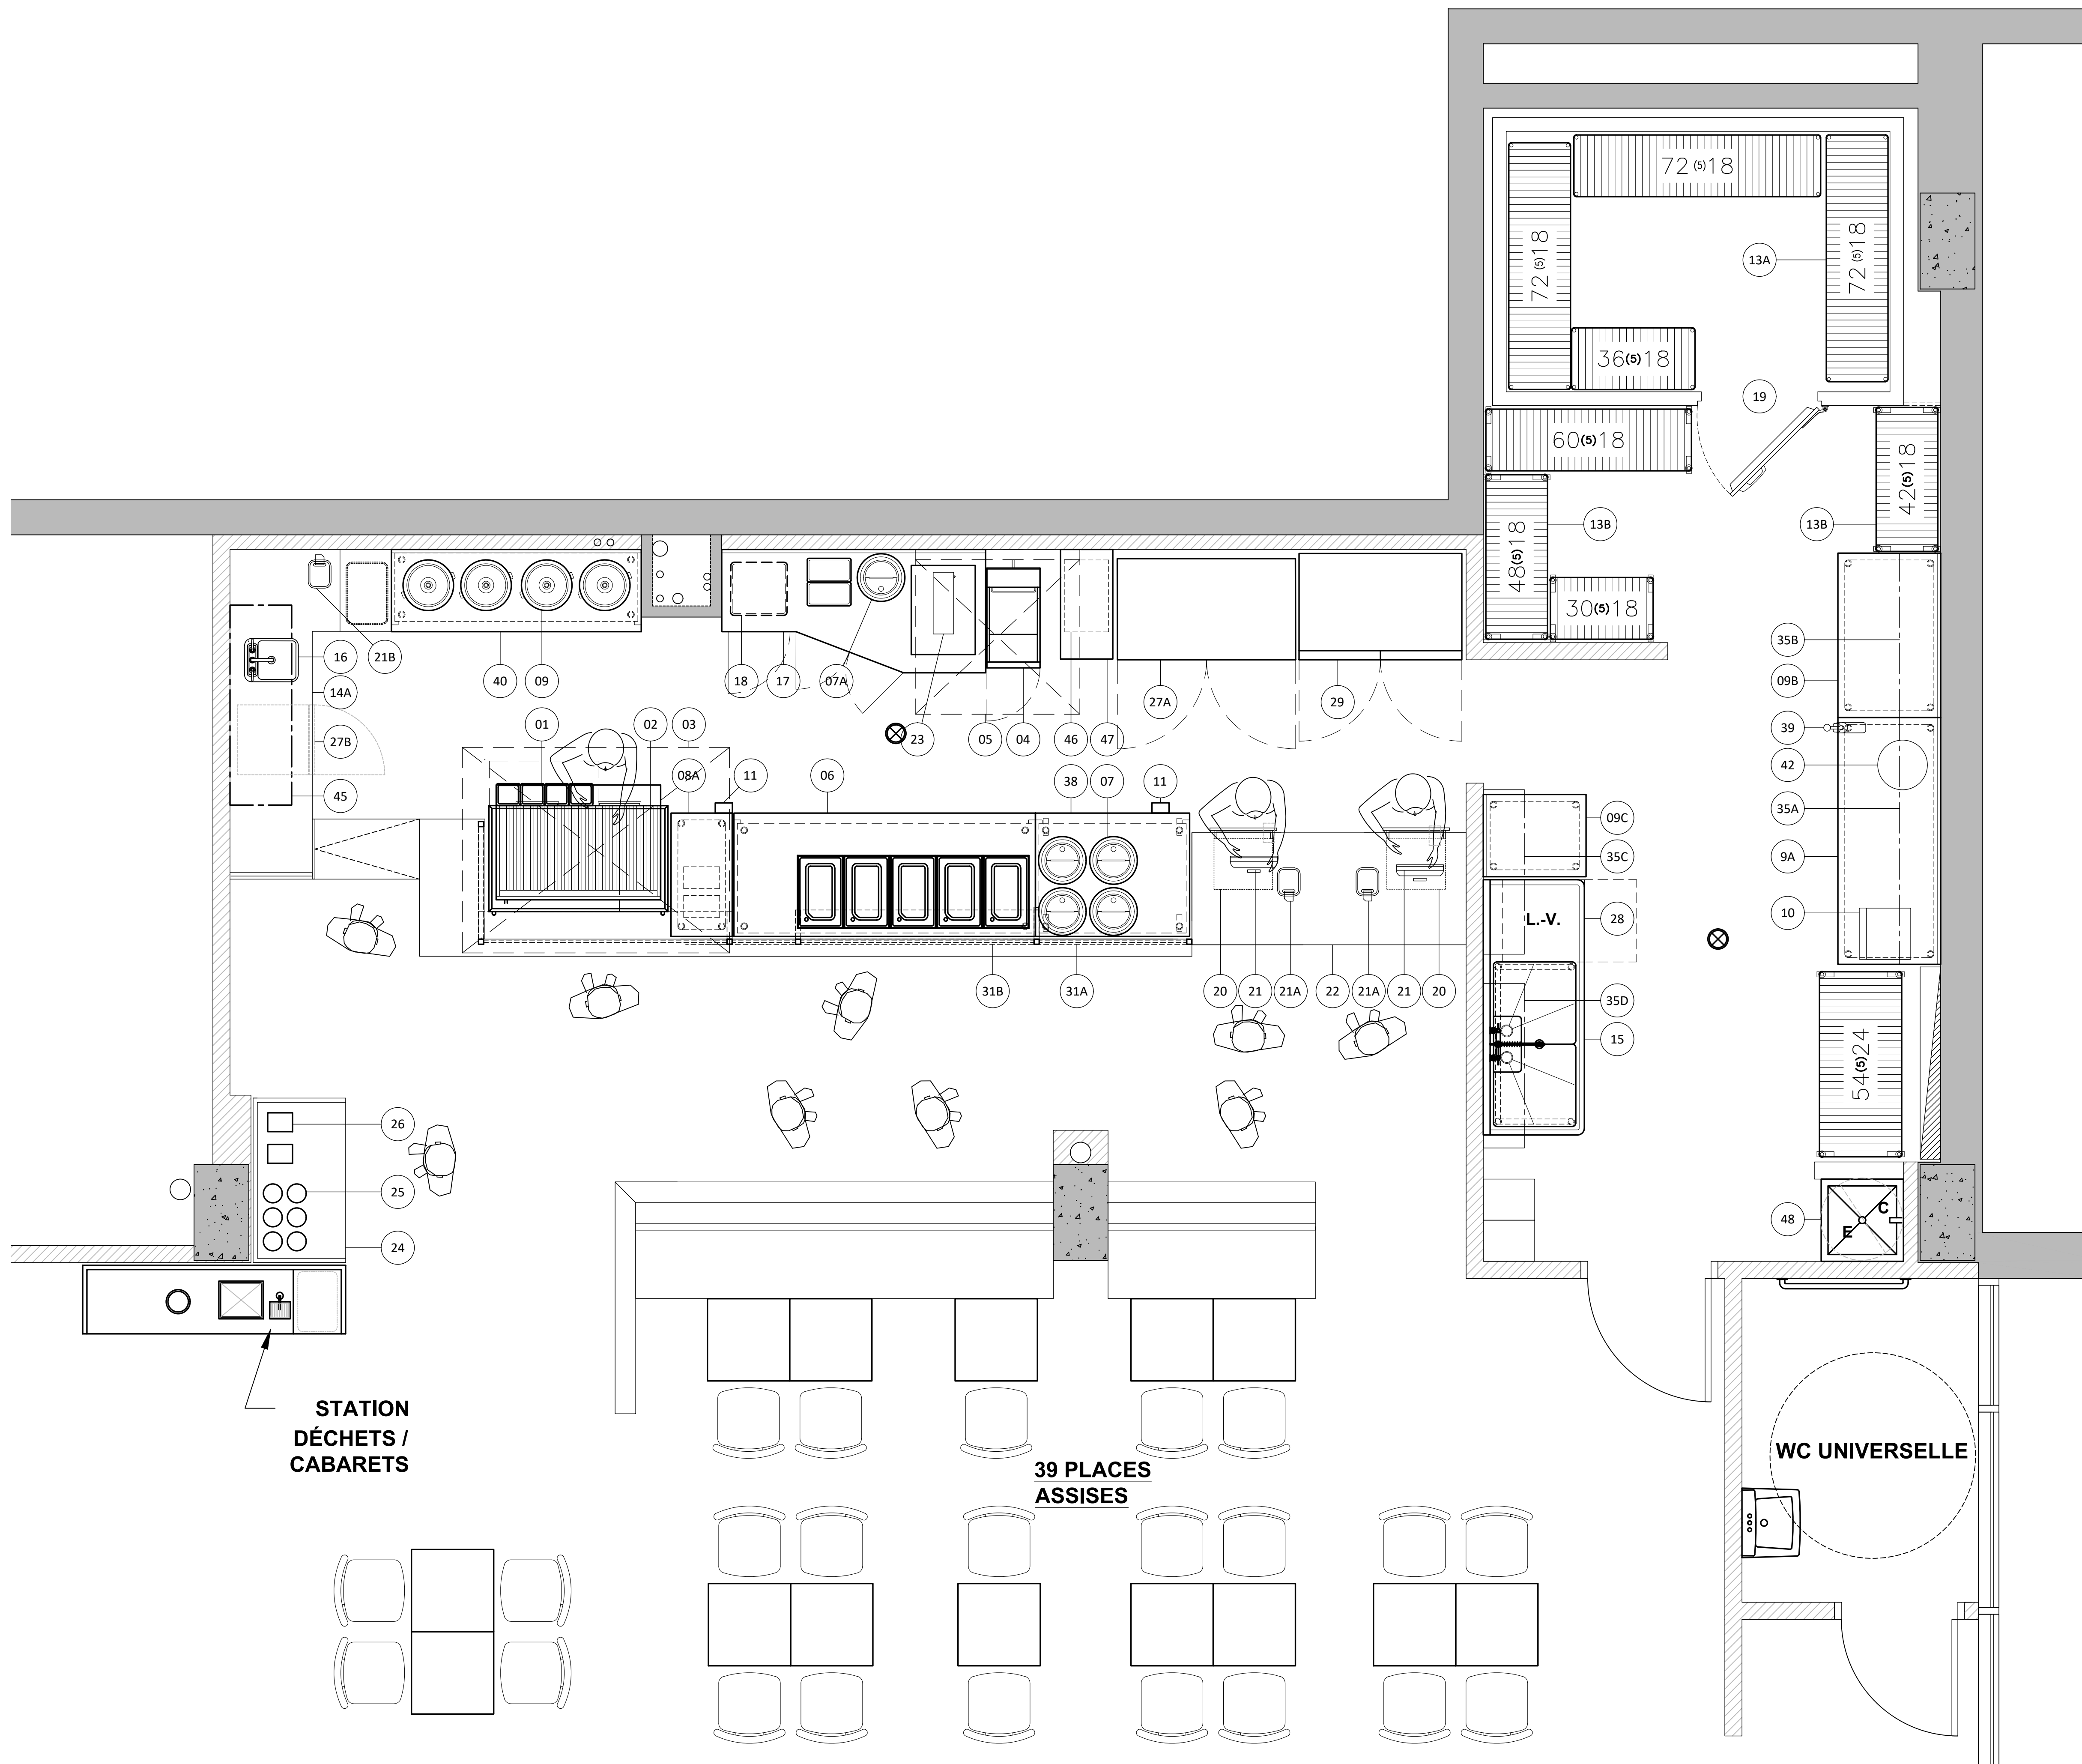 72(5)18
72(5)18
13A
72(5)18
36(5)18
19
60(5)18
42(5)18
48(5)18
13B
13B
30(5)18
16
21B
40
09
18
17
07A
35B
09B
14A
27A
29
27B
01
02
03
23
05
04
46
47
39
45
08A
11
06
38
07
11
42
35A
09C
35C
9A
L.-V.
28
10
31B
31A
20
21
21A
22
21A
21
20
35D
15
54(5)24
26
25
24
48
C
E
STATION
DÉCHETS /
CABARETS
39 PLACES
ASSISES
WC UNIVERSELLE